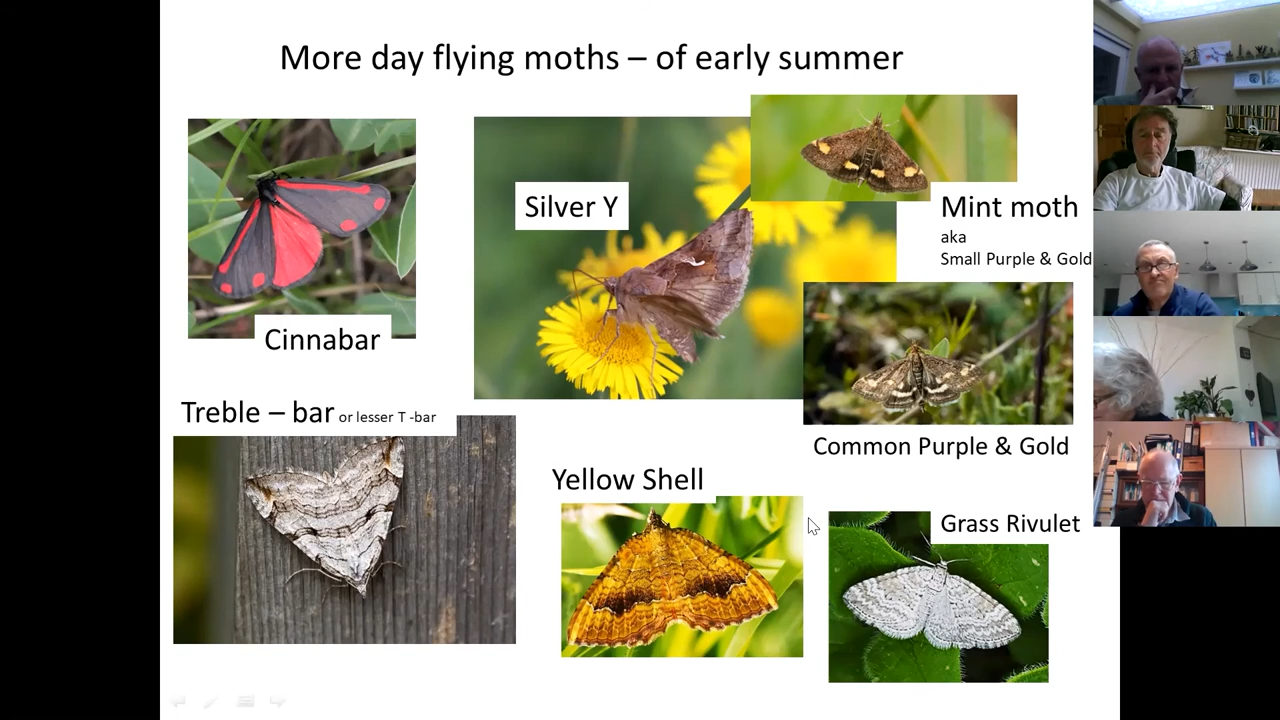 More day flying moths – of early summer
Silver Y
Mint moth
aka
Small Purple & Gold
Cinnabar
Treble – bar or lesser T -bar
Common Purple & Gold
Yellow Shell
Grass Rivulet